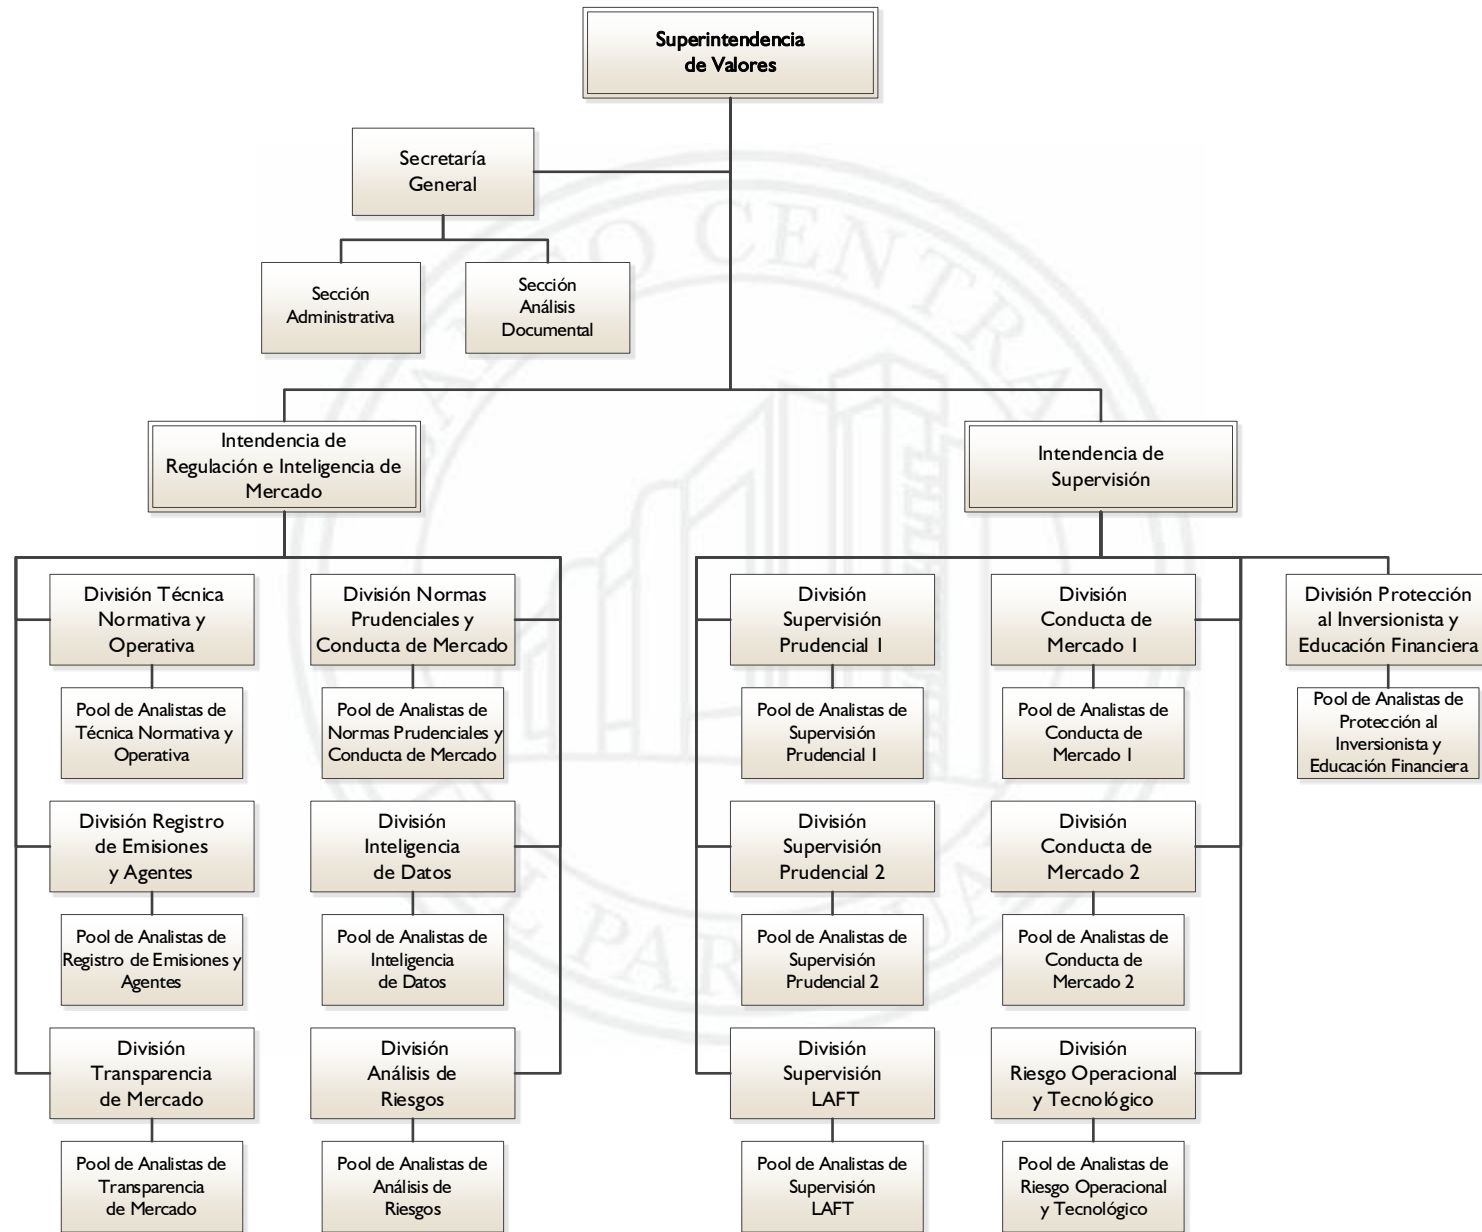 Superintendencia
de Valores
Secretaría
General
Sección
Administrativa
Sección
Análisis
Documental
Intendencia de
Regulación e Inteligencia de
Mercado
Intendencia de
Supervisión
División Técnica
Normativa y
Operativa
División Normas
Prudenciales y
Conducta de Mercado
División
Supervisión
Prudencial 1
División
Conducta de
Mercado 1
División Protección
al Inversionista y
Educación Financiera
Pool de Analistas de
Técnica Normativa y
Operativa
Pool de Analistas de
Normas Prudenciales y
Conducta de Mercado
Pool de Analistas de
Supervisión
Prudencial 1
Pool de Analistas de
Conducta de
Mercado 1
Pool de Analistas de
Protección al
Inversionista y
Educación Financiera
División Registro
de Emisiones
y Agentes
División
Inteligencia
de Datos
División
Supervisión
Prudencial 2
División
Conducta de
Mercado 2
Pool de Analistas de
Registro de Emisiones y
Agentes
Pool de Analistas de
Inteligencia
de Datos
Pool de Analistas de
Supervisión
Prudencial 2
Pool de Analistas de
Conducta de
Mercado 2
División
Transparencia
de Mercado
División
Análisis de
Riesgos
División
Supervisión
LAFT
División
Riesgo Operacional
y Tecnológico
Pool de Analistas de
Transparencia
de Mercado
Pool de Analistas de
Análisis de
Riesgos
Pool de Analistas de
Supervisión
LAFT
Pool de Analistas de
Riesgo Operacional
y Tecnológico